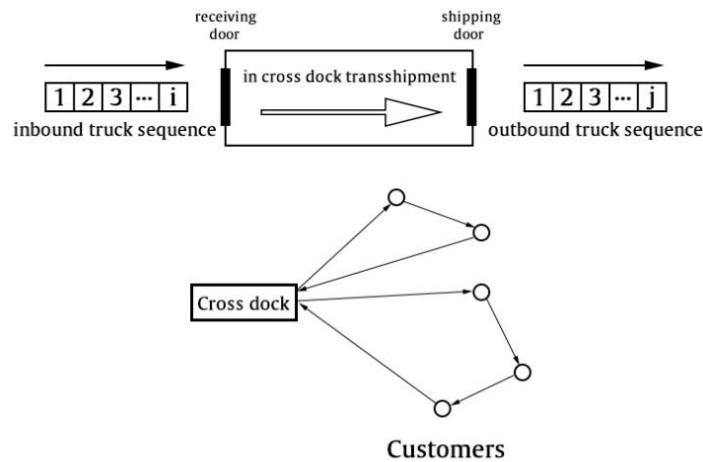 receiving
door
shipping
door
in cross dock transshipment
1 2 3 ... i
inbound truck sequence
1 2 3 ... j
outbound truck sequence
Cross dock
Customers